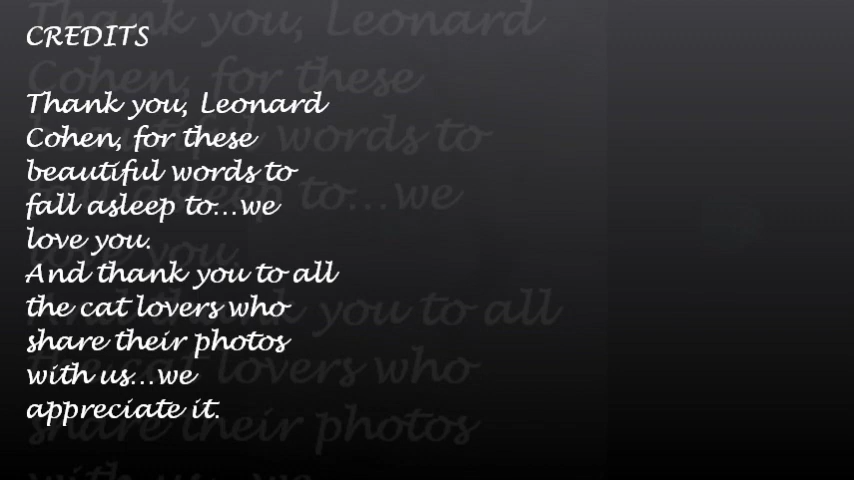 CREDITS
Thank you, Leonard
Cohen, for these
beautiful words to
fall asleep to...we
love you.
And thank you to all
the cat lovers who
share their photos
with us...we
appreciate it.